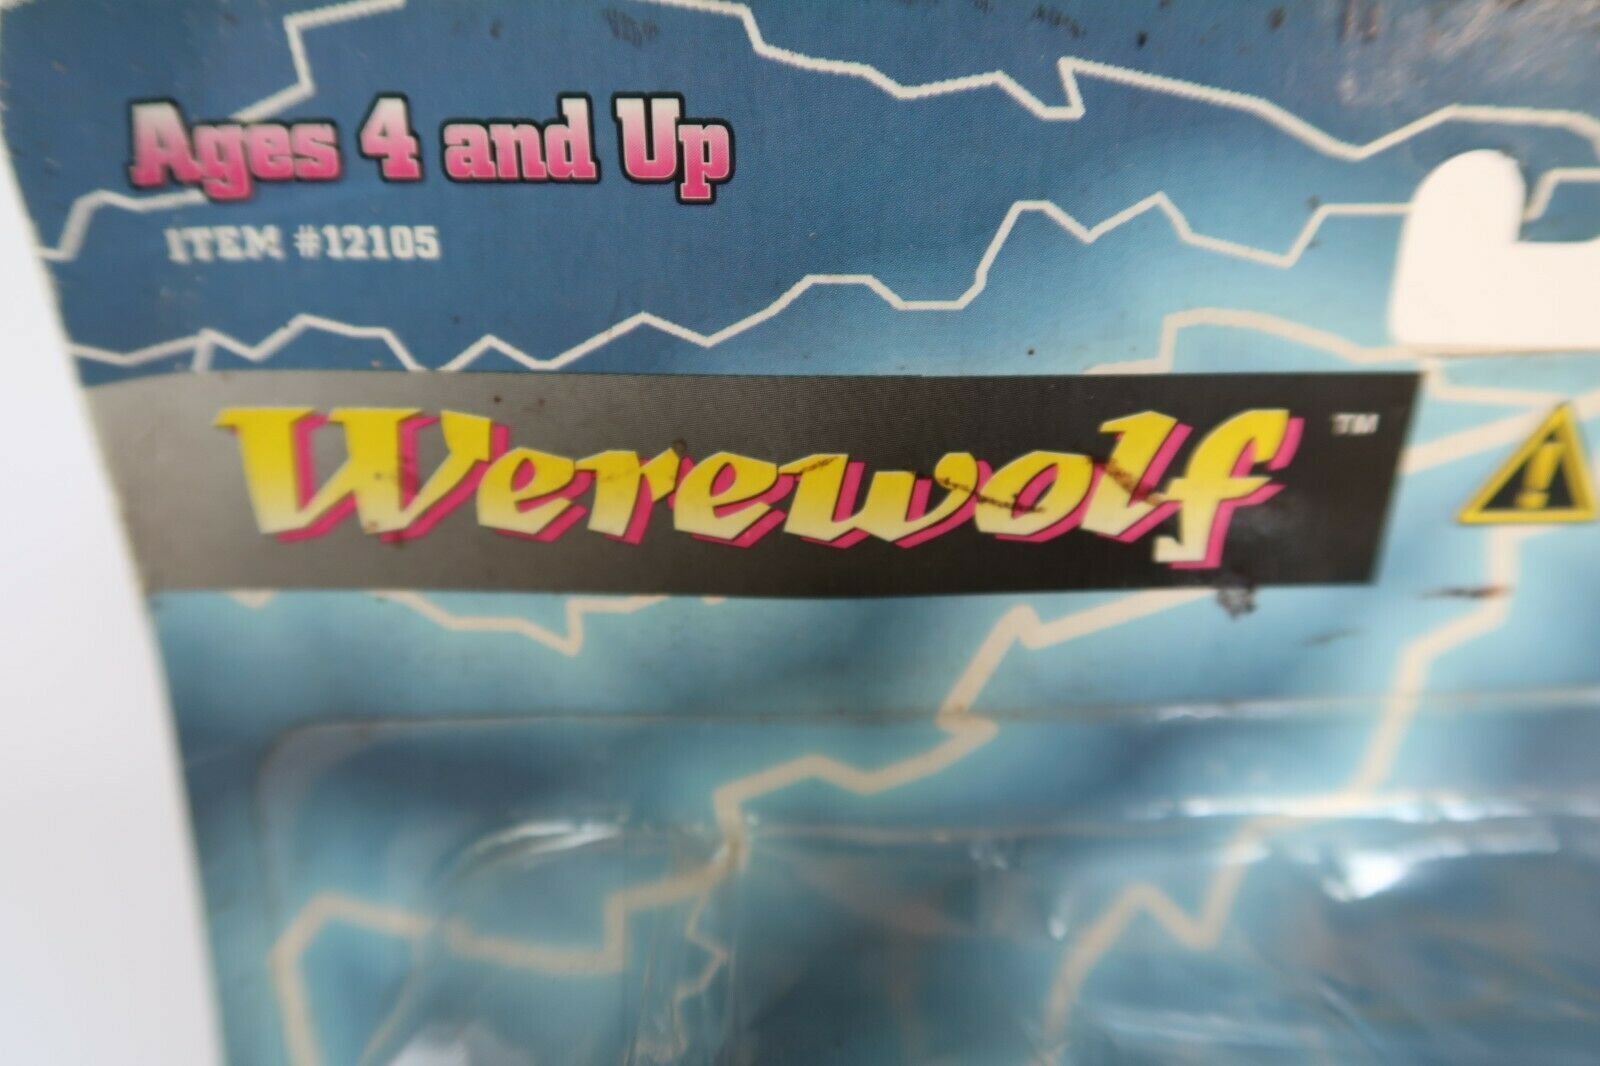 Ages 4 and Up
ITEM #12105
Werewolf™